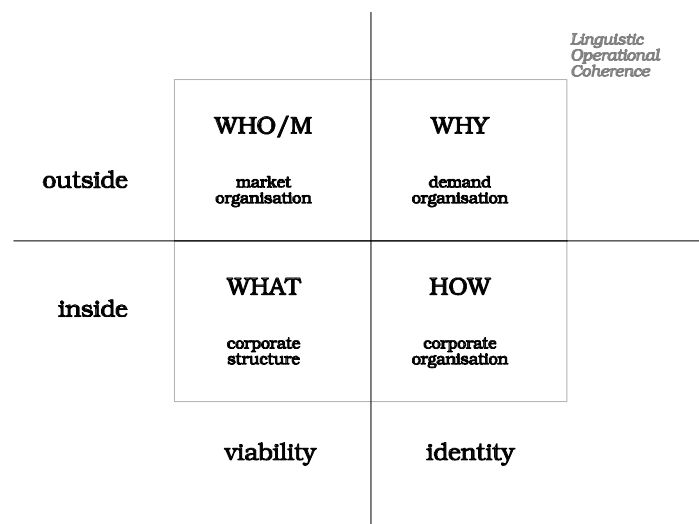 Linguistic
Operational
Coherence
WHO/M
WHY
outside
market
organisation
demand
organisation
WHAT
HOW
inside
corporate
structure
corporate
organisation
viability
identity